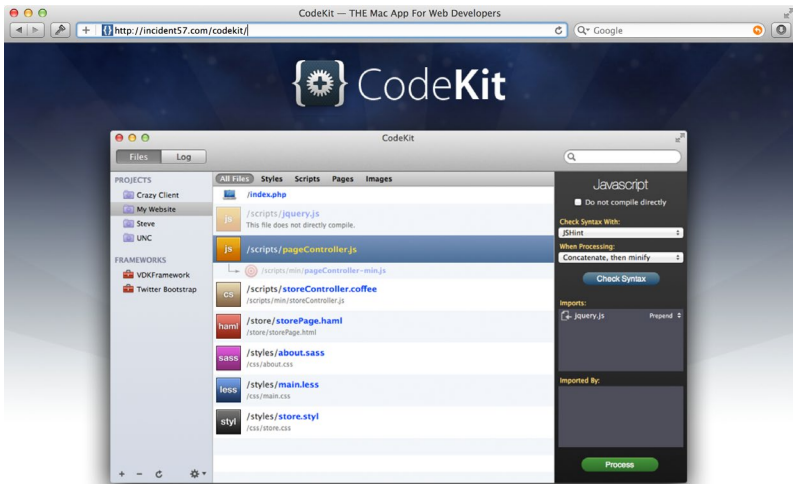 CodeKit — THE Mac App For Web Developers
http://incident57.com/codekit/
Google
{ } CodeKit
CodeKit
Files Log
PROJECTS
Crazy Client
My Website
Steve
UNC
FRAMEWORKS
VDKFramework
Twitter Bootstrap
All Files Styles Scripts Pages Images
/index.php
js
/scripts/jquery.js
This file does not directly compile.
js
/scripts/pageController.js
/scripts/min/pageController-min.js
cs
/scripts/storeController.coffee
/scripts/min/storeController.js
haml
/store/storePage.haml
/store/storePage.html
sass
/styles/about.sass
/css/about.css
less
/styles/main.less
/css/main.css
styl
/styles/store.styl
/css/store.css
Javascript
Do not compile directly
Check Syntax With:
JSHint
When Processing:
Concatenate, then minify
Check Syntax
Imports:
jquery.js Prepend
Imported By:
Process